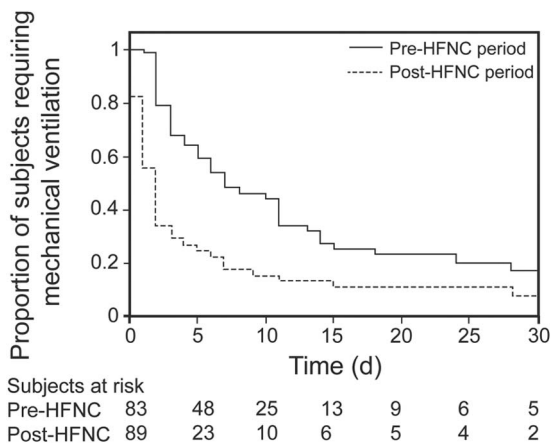 Proportion of subjects requiring
mechanical ventilation
1
0.8
0.6
0.4
0.2
0
Pre-HFNC period
Post-HFNC period
0 5 10 15 20 25 30
Time (d)
Subjects at risk
Pre-HFNC 83 48 25 13 9 6 5
Post-HFNC 89 23 10 6 5 4 2